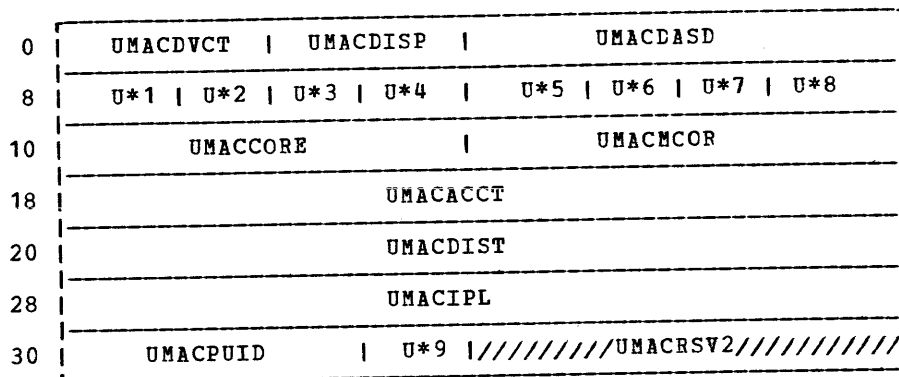 0 | UMACDVCT | UMACDISP | UMACDASD
8 | U*1 | U*2 | U*3 | U*4 | U*5 | U*6 | U*7 | U*8
10 | UMACCORE | UMACMCOR
18 | UMACACCT
20 | UMACDIST
28 | UMACIPL
30 | UMACPUID | U*9 |/////////UMACRSV2///////////